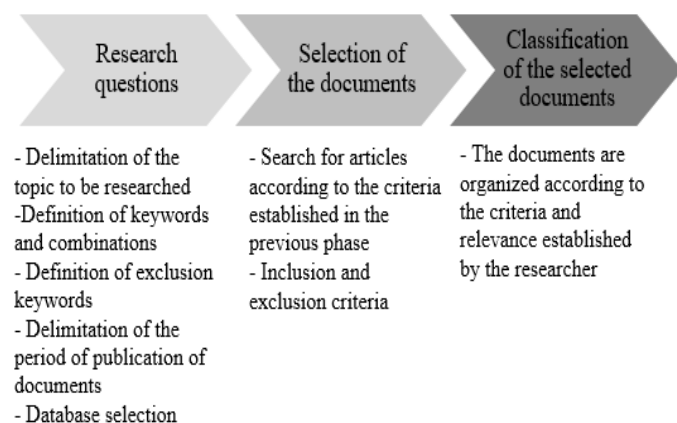 Research
questions
- Delimitation of the
topic to be researched
-Definition of keywords
and combinations
- Definition of exclusion
keywords
- Delimitation of the
period of publication of
documents
- Database selection
Selection of
the documents
- Search for articles
according to the criteria
established in the
previous phase
- Inclusion and
exclusion criteria
Classification
of the selected
documents
- The documents are
organized according to
the criteria and
relevance established
by the researcher